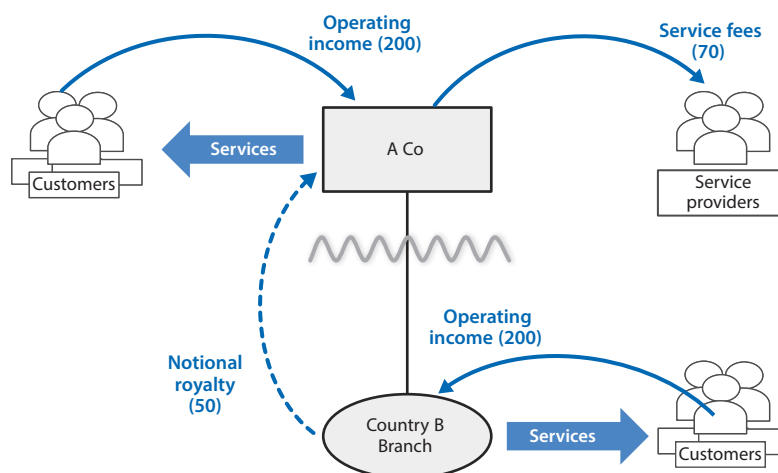 Operating
income (200)
Service fees
(70)
Services
A Co
Customers
Service
providers
Operating
income (200)
Notional
royalty
(50)
Country B
Branch
Services
Customers